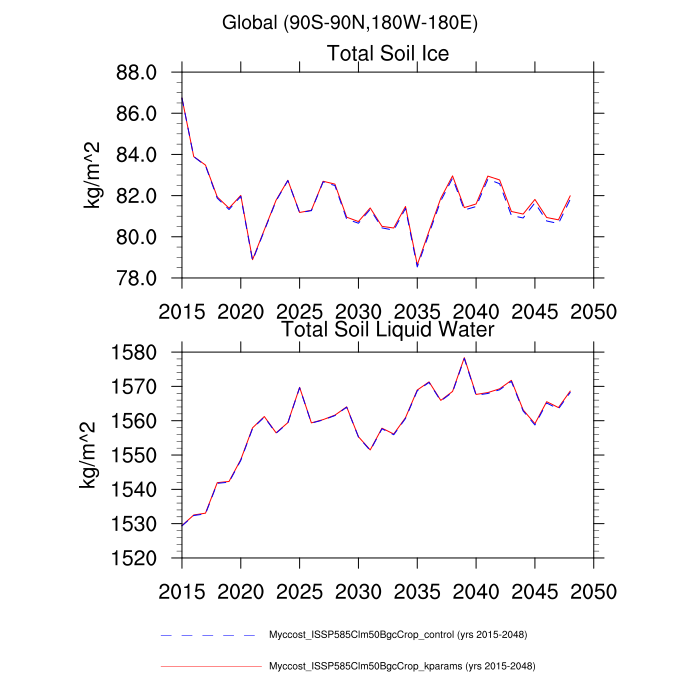 Global (90S-90N,180W-180E)
Total Soil Ice
88.0
86.0
84.0
82.0
80.0
78.0
kg/m^2
2015 2020 2025 2030 2035 2040 2045 2050
Total Soil Liquid Water
1580
1570
1560
1550
1540
1530
1520
kg/m^2
2015 2020 2025 2030 2035 2040 2045 2050
Myccost_ISSP585Clm50BgcCrop_control (yrs 2015-2048)
Myccost_ISSP585Clm50BgcCrop_kparams (yrs 2015-2048)